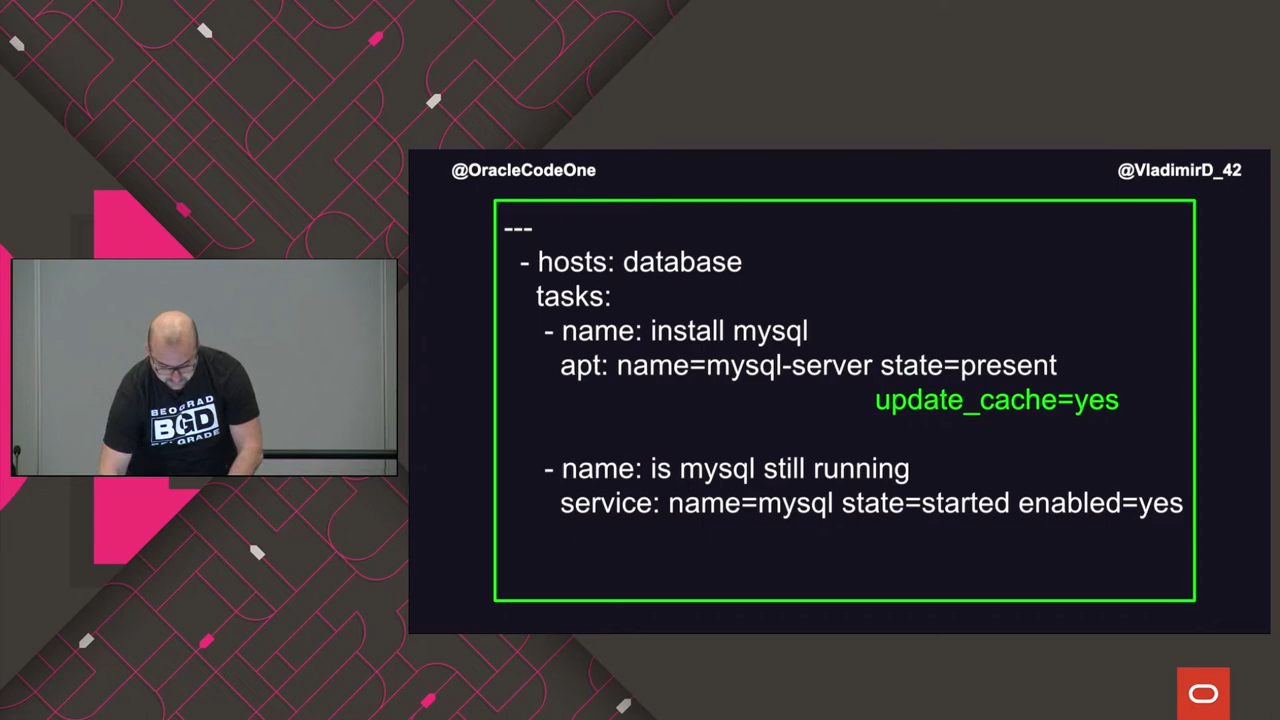 @OracleCodeOne
@VladimirD_42
---
- hosts: database
tasks:
- name: install mysql
apt: name=mysql-server state=present
update_cache=yes
- name: is mysql still running
service: name=mysql state=started enabled=yes
BEOGRAD
BGD
BELGRADE